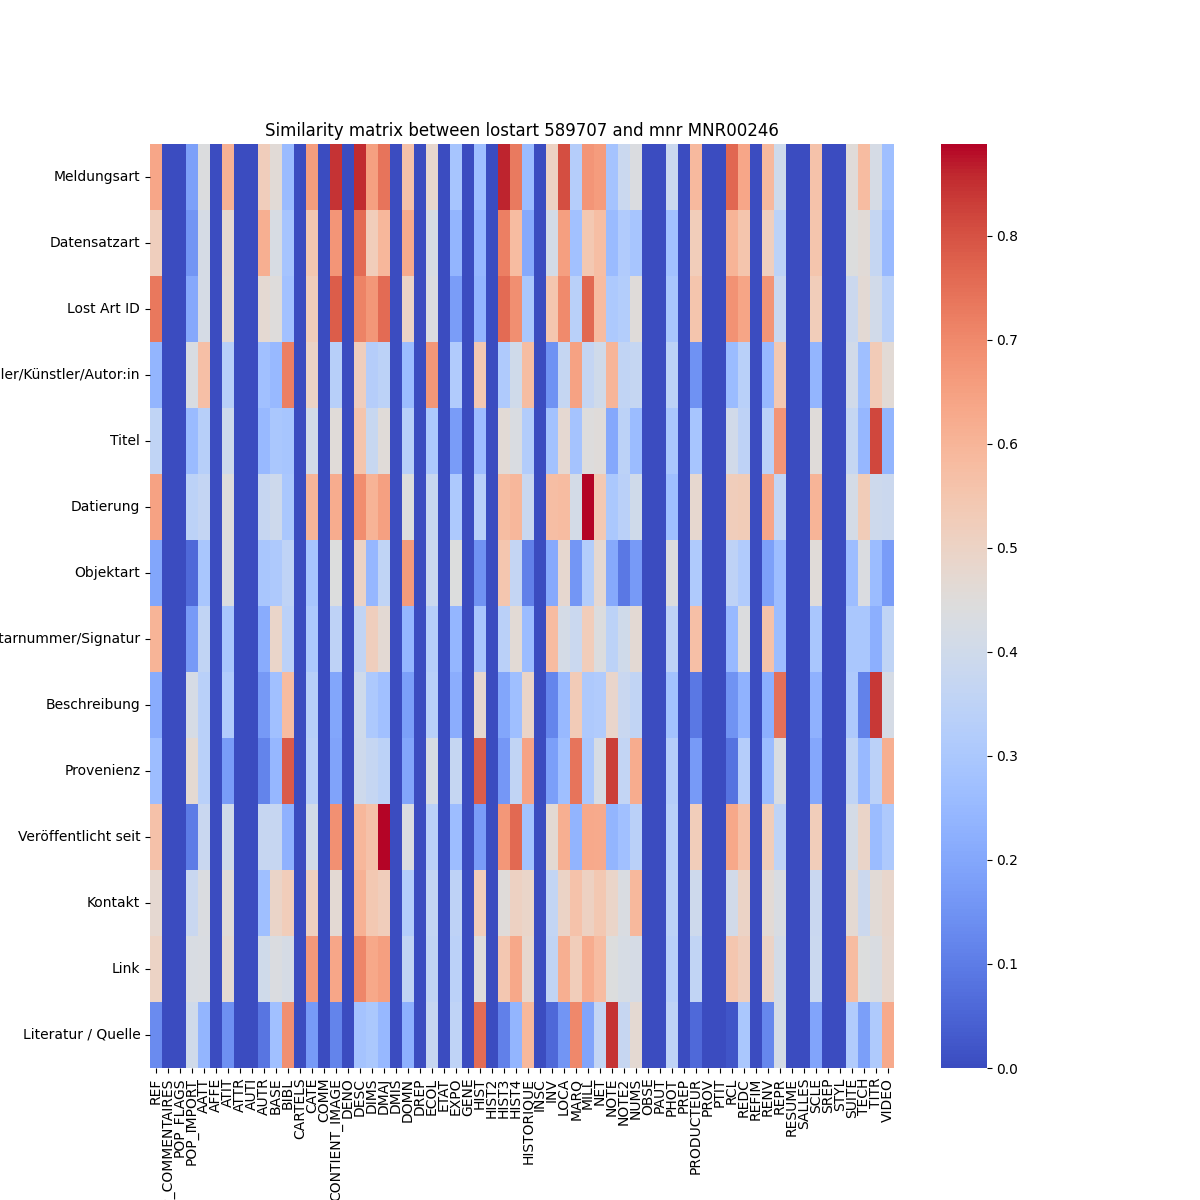 Similarity matrix between lostart 589707 and mnr MNR00246
Meldungsart
Datensatzart
Lost Art ID
ler/Künstler/Autor:in
Titel
Datierung
Objektart
tarnummer/Signatur
Beschreibung
Provenienz
Veröffentlicht seit
Kontakt
Link
Literatur / Quelle
0.8
0.7
0.6
0.5
0.4
0.3
0.2
0.1
0.0
REF
_COMMENTAIRES
POP_FLAGS
POP_IMPORT
AATT
AFFE
ATIT
ATTR
AUTI
AUTR
BASE
BIBL
CARTELS
CATE
COMM
CONTIENT_IMAGE
DENO
DESC
DIMS
DMAJ
DMIS
DOMN
DREP
ECOL
ETAT
EXPO
GENE
HIST
HIST2
HIST3
HIST4
HISTORIQUE
INSC
INV
LOCA
MARQ
MILL
NET
NOTE
NOTE2
NUMS
OBSE
PAUT
PHOT
PREP
PRODUCTEUR
PROV
PTIT
RCL
REDC
REFIM
RENV
REPR
RESUME
SALLES
SCLE
SREP
STYL
SUITE
TECH
TITR
VIDEO